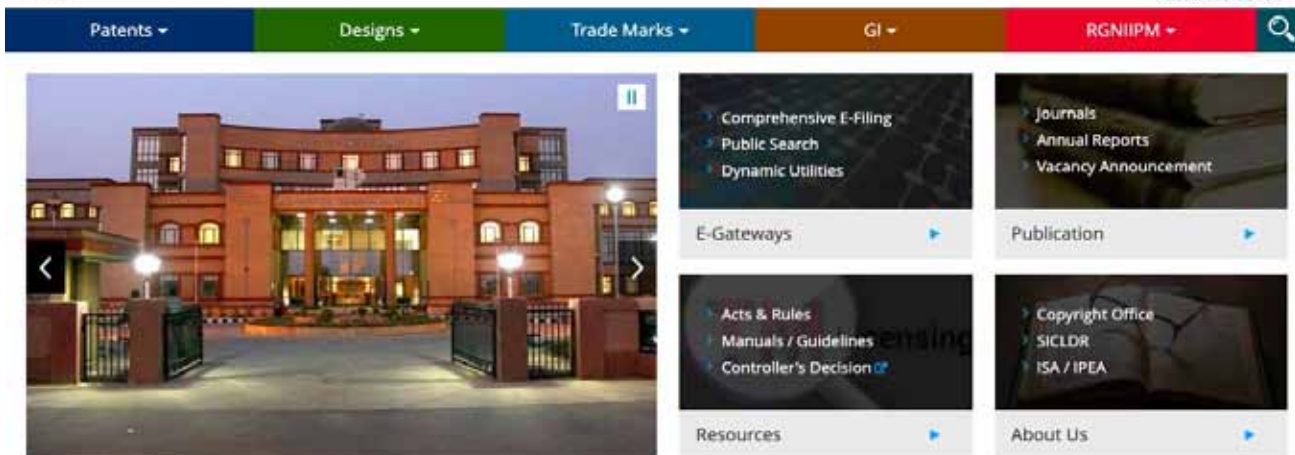 Patents
Designs
Trade Marks
GI
RGNIIPM
Comprehensive E-Filing
Public Search
Dynamic Utilities
E-Gateways
Journals
Annual Reports
Vacancy Announcement
Publication
Acts & Rules
Manuals / Guidelines
Controller's Decision
ensing
Resources
Copyright Office
SICLDR
ISA / IPEA
About Us